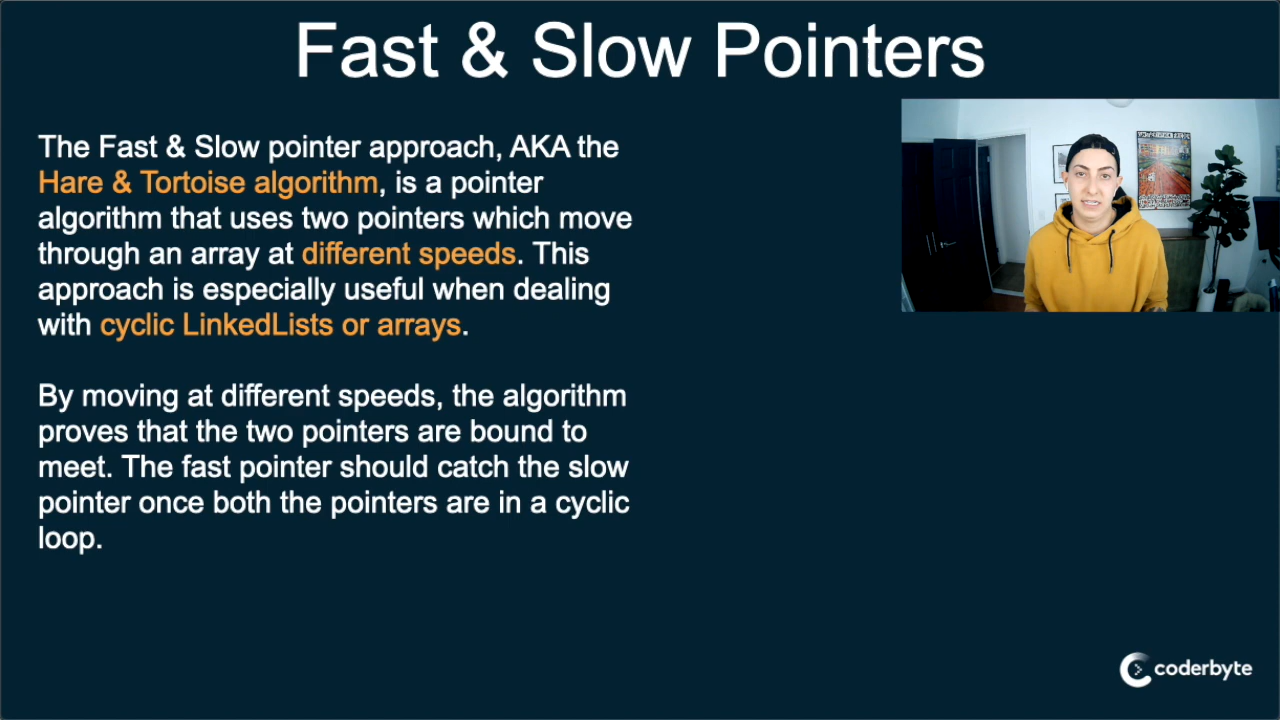 Fast & Slow Pointers
The Fast & Slow pointer approach, AKA the
Hare & Tortoise algorithm, is a pointer
algorithm that uses two pointers which move
through an array at different speeds. This
approach is especially useful when dealing
with cyclic LinkedLists or arrays.
By moving at different speeds, the algorithm
proves that the two pointers are bound to
meet. The fast pointer should catch the slow
pointer once both the pointers are in a cyclic
loop.
coderbyte